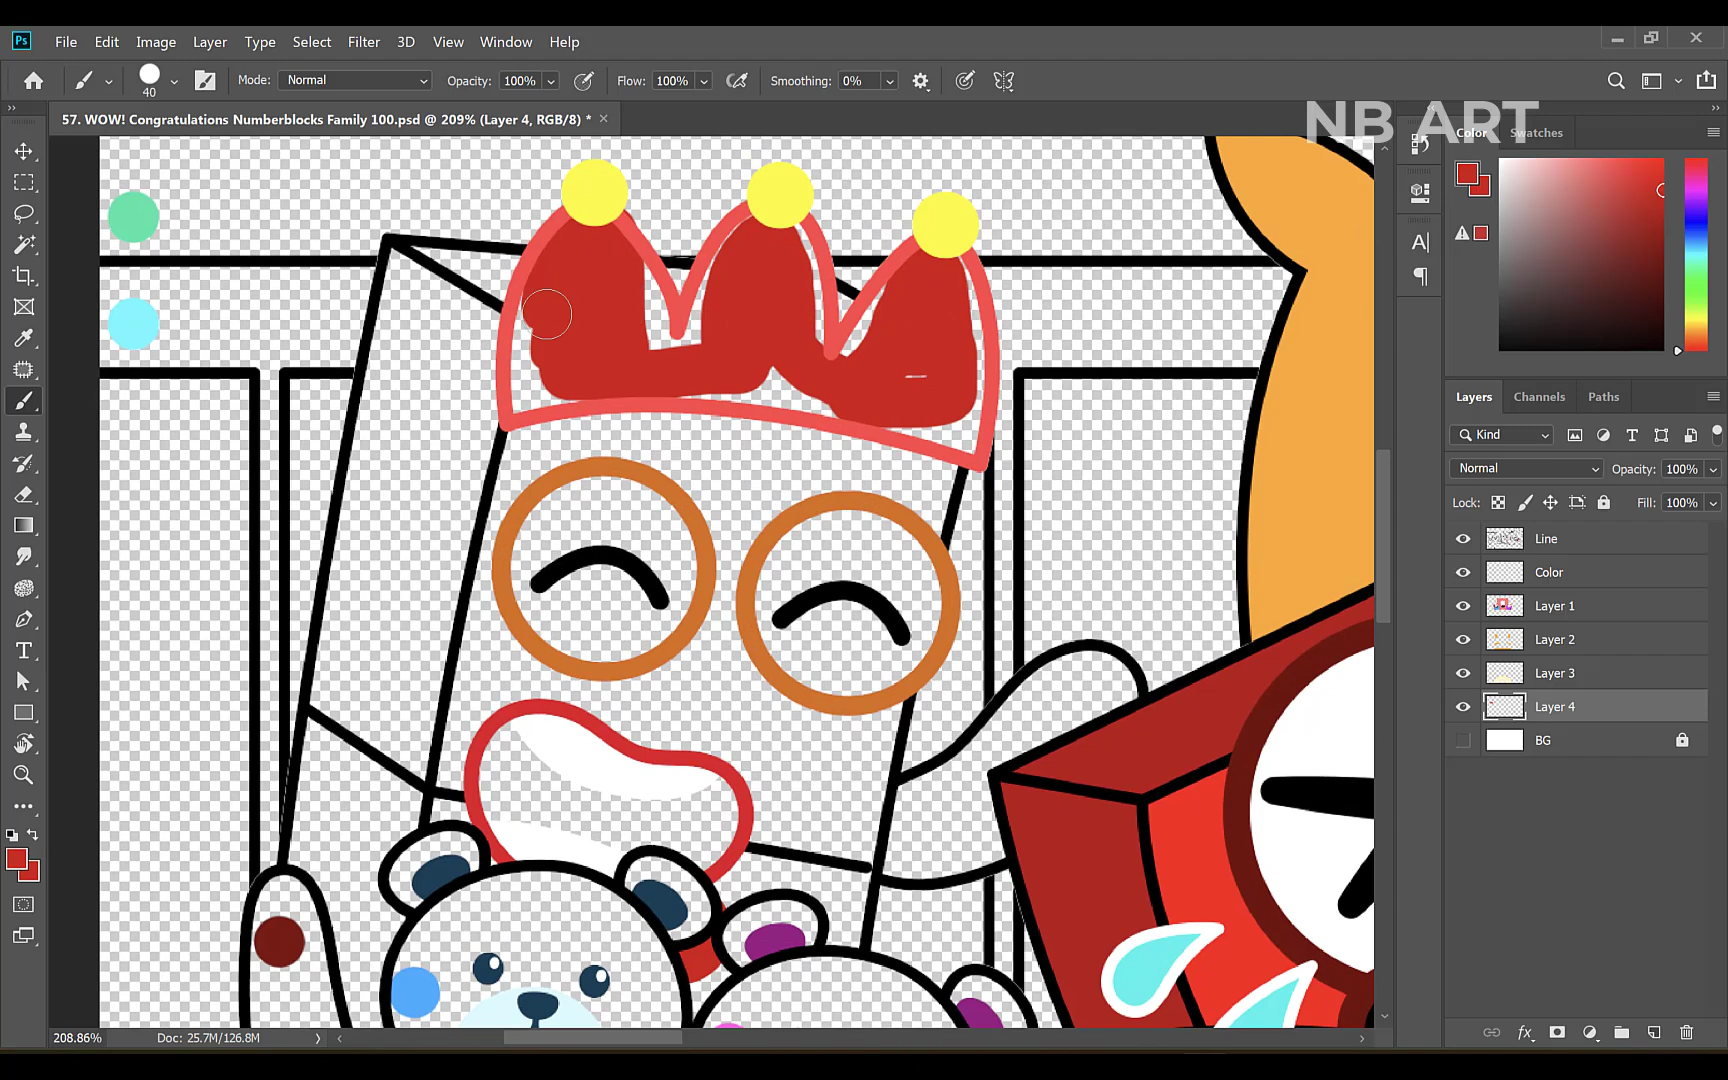 Ps File Edit Image Layer Type Select Filter 3D View Window Help
40 Mode: Normal Opacity: 100% Flow: 100% Smoothing: 0%
57. WOW! Congratulations Numberblocks Family 100.psd @ 209% (Layer 4, RGB/8) *
NB ART
Color Swatches
Layers Channels Paths
Kind
Normal Opacity: 100%
Lock: Fill: 100%
Line
Color
Layer 1
Layer 2
Layer 3
Layer 4
BG
208.86% Doc: 25.7M/126.8M